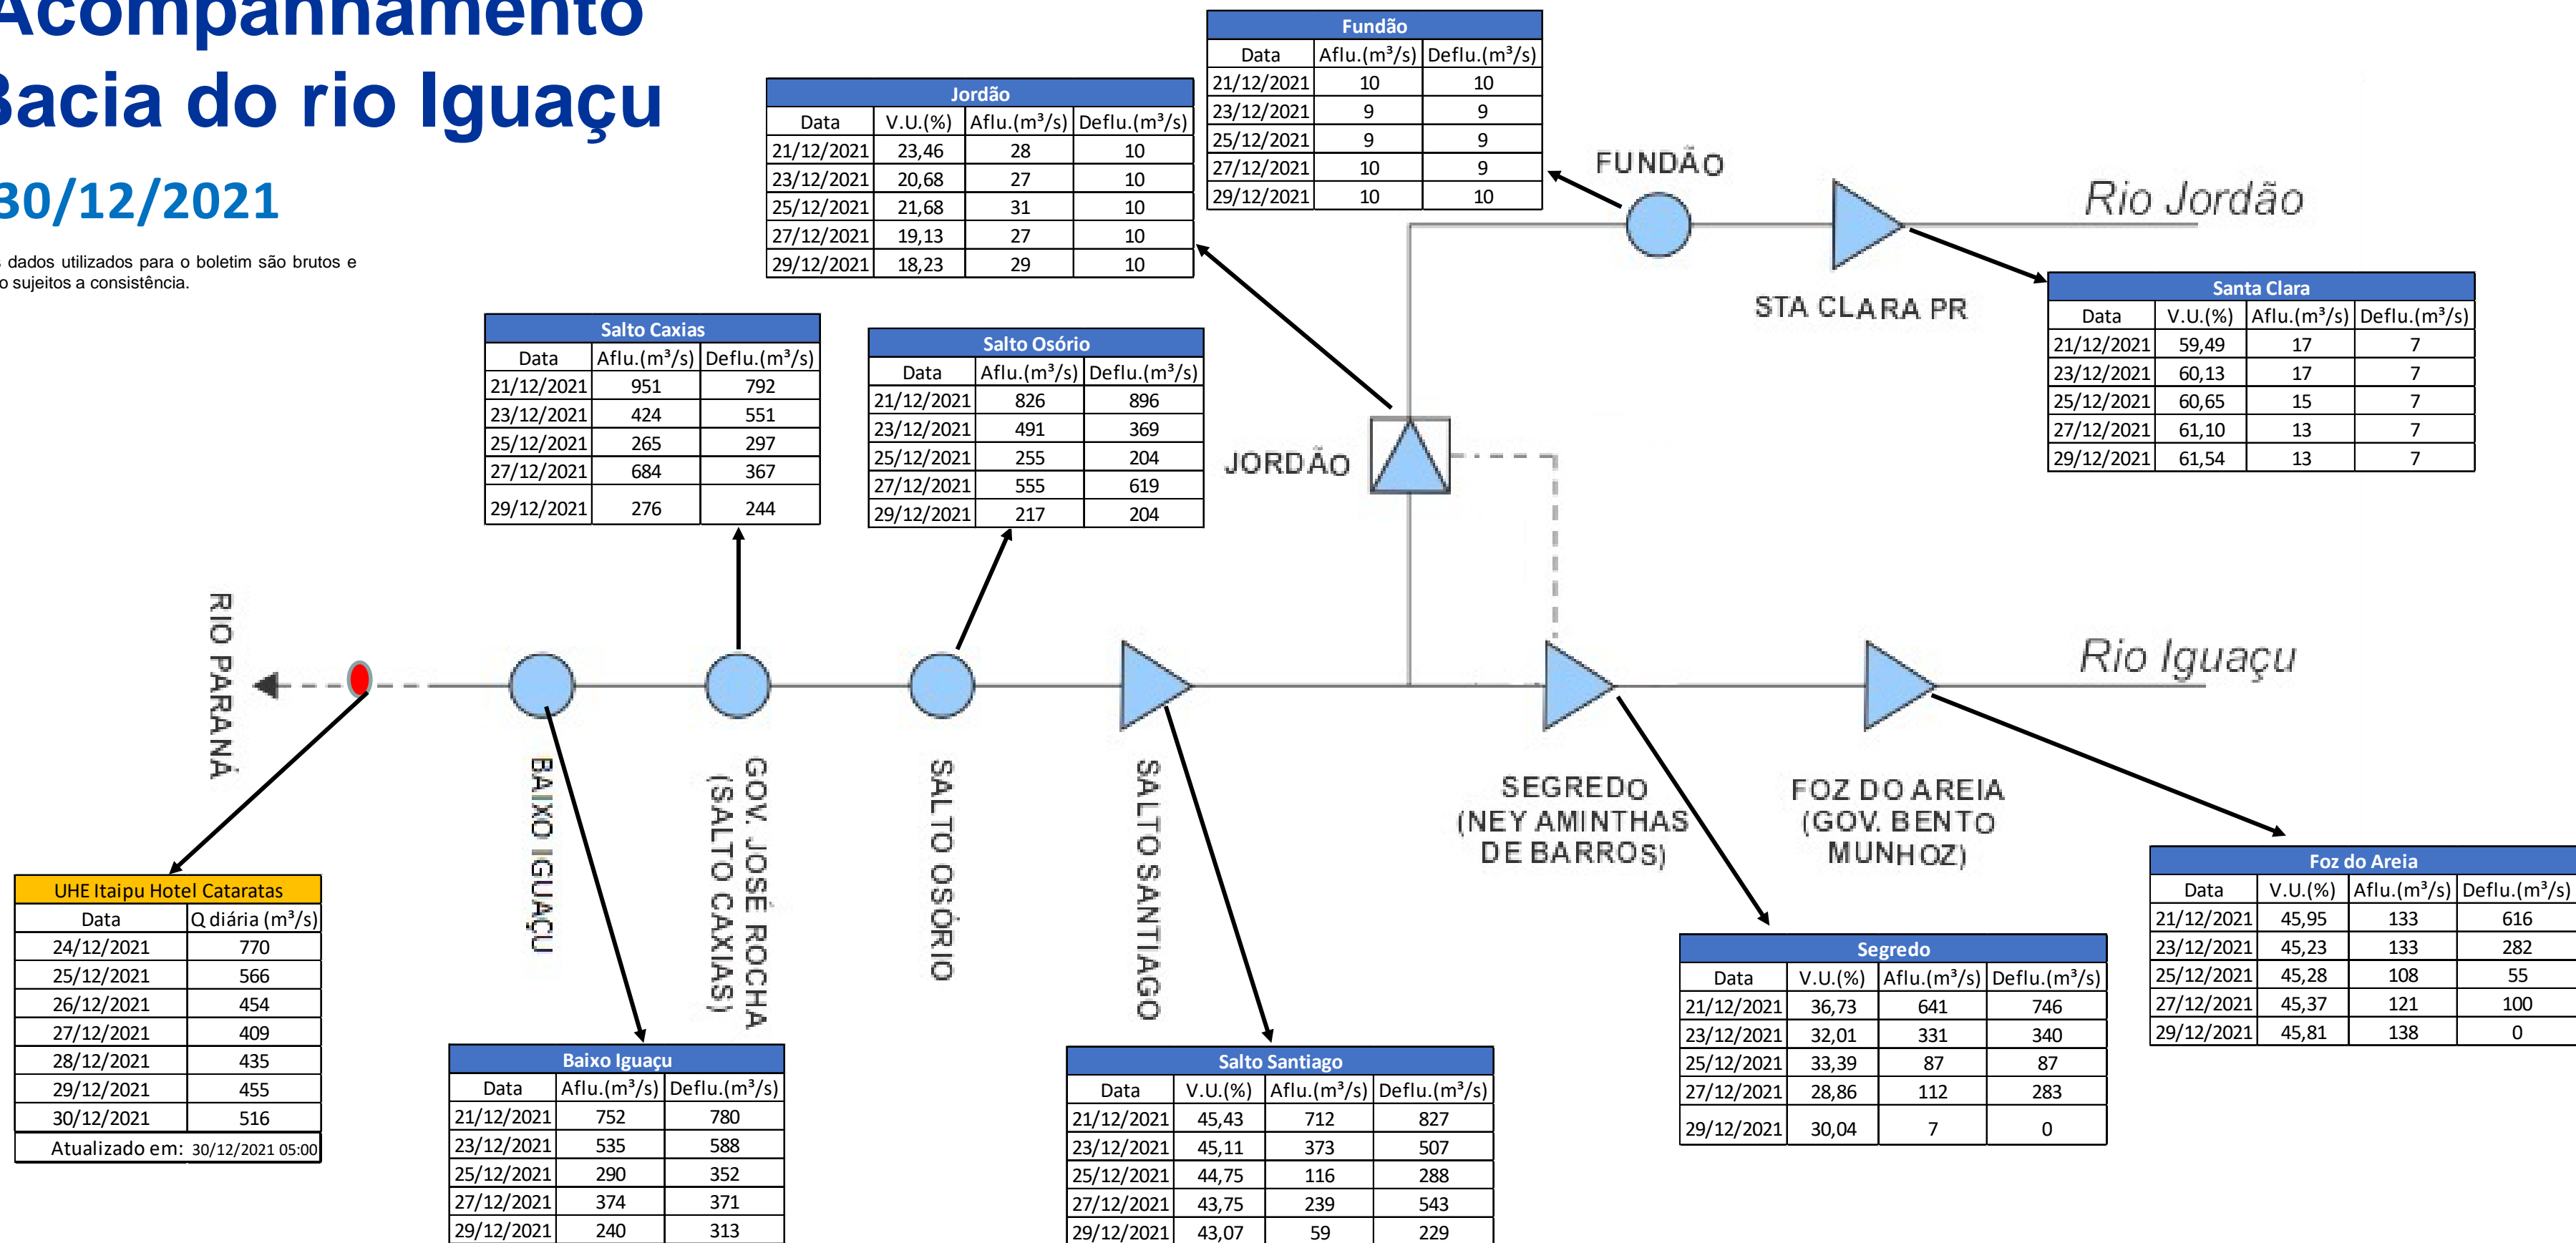 Acompanhamento
Bacia do rio Iguaçu
30/12/2021
s dados utilizados para o boletim são brutos e
o sujeitos a consistência.
Fundão
Data Aflu.(m³/s) Deflu.(m³/s)
21/12/2021 10 10
23/12/2021 9 9
25/12/2021 9 9
27/12/2021 10 9
29/12/2021 10 10
Jordão
Data V.U.(%) Aflu.(m³/s) Deflu.(m³/s)
21/12/2021 23,46 28 10
23/12/2021 20,68 27 10
25/12/2021 21,68 31 10
27/12/2021 19,13 27 10
29/12/2021 18,23 29 10
FUNDÃO
Rio Jordão
STA CLARA PR
Santa Clara
Data V.U.(%) Aflu.(m³/s) Deflu.(m³/s)
21/12/2021 59,49 17 7
23/12/2021 60,13 17 7
25/12/2021 60,65 15 7
27/12/2021 61,10 13 7
29/12/2021 61,54 13 7
Salto Caxias
Data Aflu.(m³/s) Deflu.(m³/s)
21/12/2021 951 792
23/12/2021 424 551
25/12/2021 265 297
27/12/2021 684 367
29/12/2021 276 244
Salto Osório
Data Aflu.(m³/s) Deflu.(m³/s)
21/12/2021 826 896
23/12/2021 491 369
25/12/2021 255 204
27/12/2021 555 619
29/12/2021 217 204
JORDÃO
RIO PARANÁ
Rio Iguaçu
BAIXO IGUAÇU
GOV. JOSÉ ROCHA
(SALTO CAXIAS)
SALTO OSÓRIO
SALTO SANTIAGO
SEGREDO
(NEY AMINTHAS
DE BARROS)
FOZ DO AREIA
(GOV. BENTO
MUNHOZ)
Foz do Areia
Data V.U.(%) Aflu.(m³/s) Deflu.(m³/s)
21/12/2021 45,95 133 616
23/12/2021 45,23 133 282
25/12/2021 45,28 108 55
27/12/2021 45,37 121 100
29/12/2021 45,81 138 0
UHE Itaipu Hotel Cataratas
Data Q diária (m³/s)
24/12/2021 770
25/12/2021 566
26/12/2021 454
27/12/2021 409
28/12/2021 435
29/12/2021 455
30/12/2021 516
Atualizado em: 30/12/2021 05:00
Segredo
Data V.U.(%) Aflu.(m³/s) Deflu.(m³/s)
21/12/2021 36,73 641 746
23/12/2021 32,01 331 340
25/12/2021 33,39 87 87
27/12/2021 28,86 112 283
29/12/2021 30,04 7 0
Baixo Iguaçu
Data Aflu.(m³/s) Deflu.(m³/s)
21/12/2021 752 780
23/12/2021 535 588
25/12/2021 290 352
27/12/2021 374 371
29/12/2021 240 313
Salto Santiago
Data V.U.(%) Aflu.(m³/s) Deflu.(m³/s)
21/12/2021 45,43 712 827
23/12/2021 45,11 373 507
25/12/2021 44,75 116 288
27/12/2021 43,75 239 543
29/12/2021 43,07 59 229